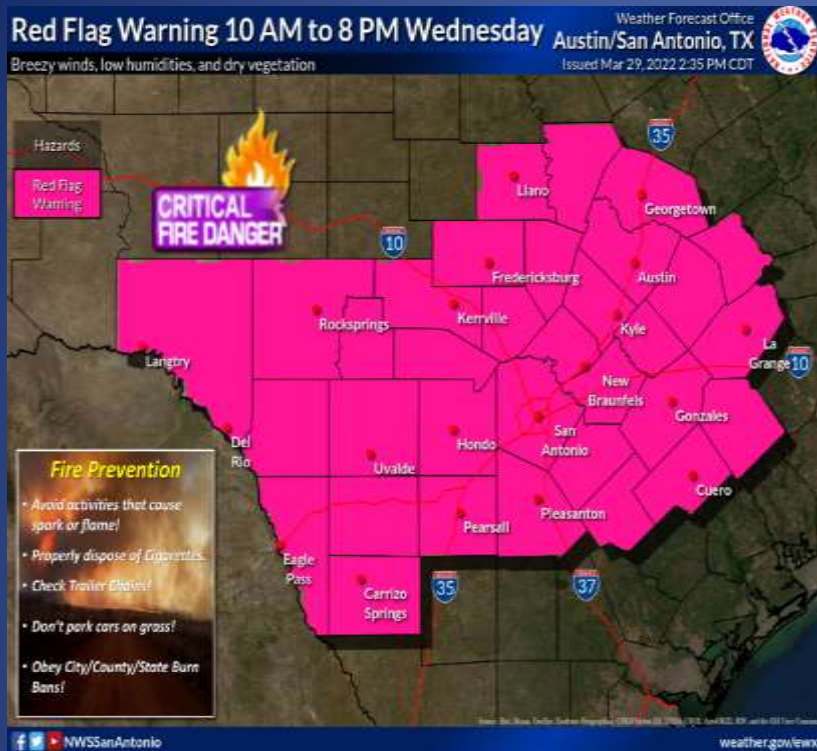 Red Flag Warning 10 AM to 8 PM Wednesday
Breezy winds, low humidities, and dry vegetation
Weather Forecast Office
Austin/San Antonio, TX
Issued Mar 29, 2022 2:35 PM CDT
Hazards
Red Flag
Warning
CRITICAL
FIRE DANGER
35
Llano
Georgetown
10
Fredericksburg
Austin
Rocksprings
Kerrville
Kyle
La
Grange
10
Langtry
New
Braunfels
Gonzales
Del
Rio
Uvalde
Hondo
San
Antonio
Cuero
Pearsall
Pleasanton
Eagle
Pass
Carrizo
Springs
35
37
Fire Prevention
• Avoid activities that cause
spark or flame!
• Properly dispose of Cigarettes.
• Check Trailer Chains!
• Don't park cars on grass!
• Obey City/County/State Burn
Bans!
NWSSanAntonio
weather.gov/ewx